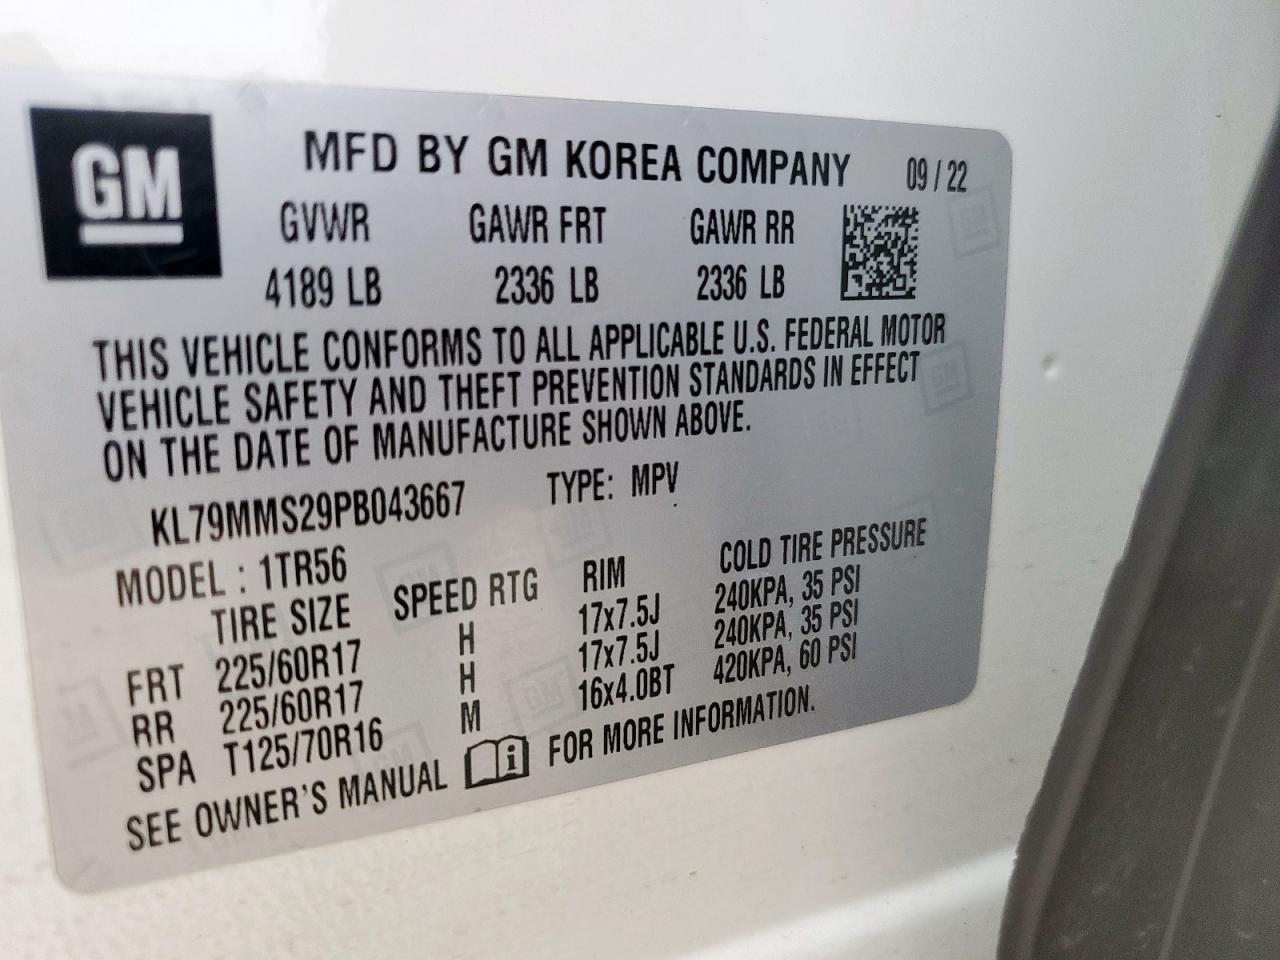 GM
MFD BY GM KOREA COMPANY 09 / 22
GVWR GAWR FRT GAWR RR
4189 LB 2336 LB 2336 LB
THIS VEHICLE CONFORMS TO ALL APPLICABLE U.S. FEDERAL MOTOR
VEHICLE SAFETY AND THEFT PREVENTION STANDARDS IN EFFECT
ON THE DATE OF MANUFACTURE SHOWN ABOVE.
KL79MMS29PB043667 TYPE: MPV
MODEL : 1TR56
TIRE SIZE SPEED RTG RIM COLD TIRE PRESSURE
FRT 225/60R17 H 17x7.5J 240KPA, 35 PSI
RR 225/60R17 H 17x7.5J 240KPA, 35 PSI
SPA T125/70R16 M 16x4.0BT 420KPA, 60 PSI
SEE OWNER'S MANUAL i FOR MORE INFORMATION.